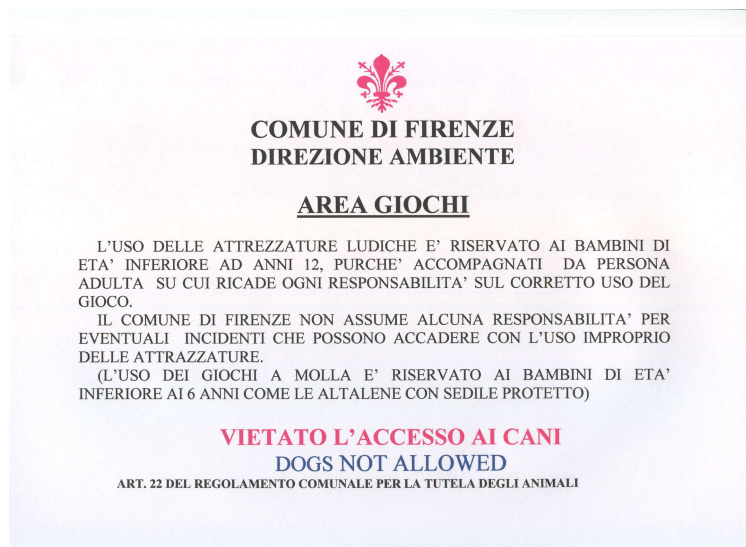 COMUNE DI FIRENZE
DIREZIONE AMBIENTE
AREA GIOCHI
L'USO DELLE ATTREZZATURE LUDICHE E' RISERVATO AI BAMBINI DI
ETA' INFERIORE AD ANNI 12, PURCHE' ACCOMPAGNATI DA PERSONA
ADULTA SU CUI RICADE OGNI RESPONSABILITA' SUL CORRETTO USO DEL
GIOCO.
IL COMUNE DI FIRENZE NON ASSUME ALCUNA RESPONSABILITA' PER
EVENTUALI INCIDENTI CHE POSSONO ACCADERE CON L'USO IMPROPRIO
DELLE ATTRAZZATURE.
(L'USO DEI GIOCHI A MOLLA E' RISERVATO AI BAMBINI DI ETA'
INFERIORE AI 6 ANNI COME LE ALTALENE CON SEDILE PROTETTO)
VIETATO L'ACCESSO AI CANI
DOGS NOT ALLOWED
ART. 22 DEL REGOLAMENTO COMUNALE PER LA TUTELA DEGLI ANIMALI